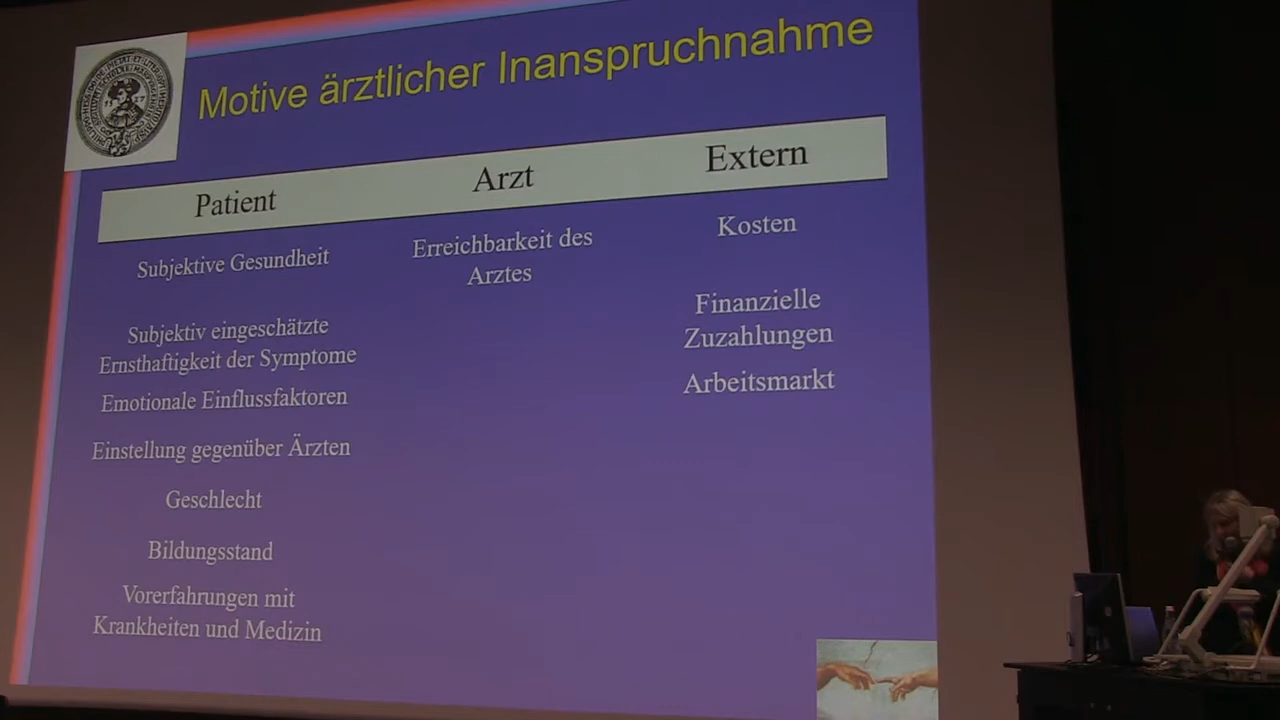 Motive ärztlicher Inanspruchnahme
Patient
Arzt
Extern
Subjektive Gesundheit
Erreichbarkeit des
Arztes
Kosten
Subjektiv eingeschätzte
Ernsthaftigkeit der Symptome
Finanzielle
Zuzahlungen
Emotionale Einflussfaktoren
Arbeitsmarkt
Einstellung gegenüber Ärzten
Geschlecht
Bildungsstand
Vorerfahrungen mit
Krankheiten und Medizin